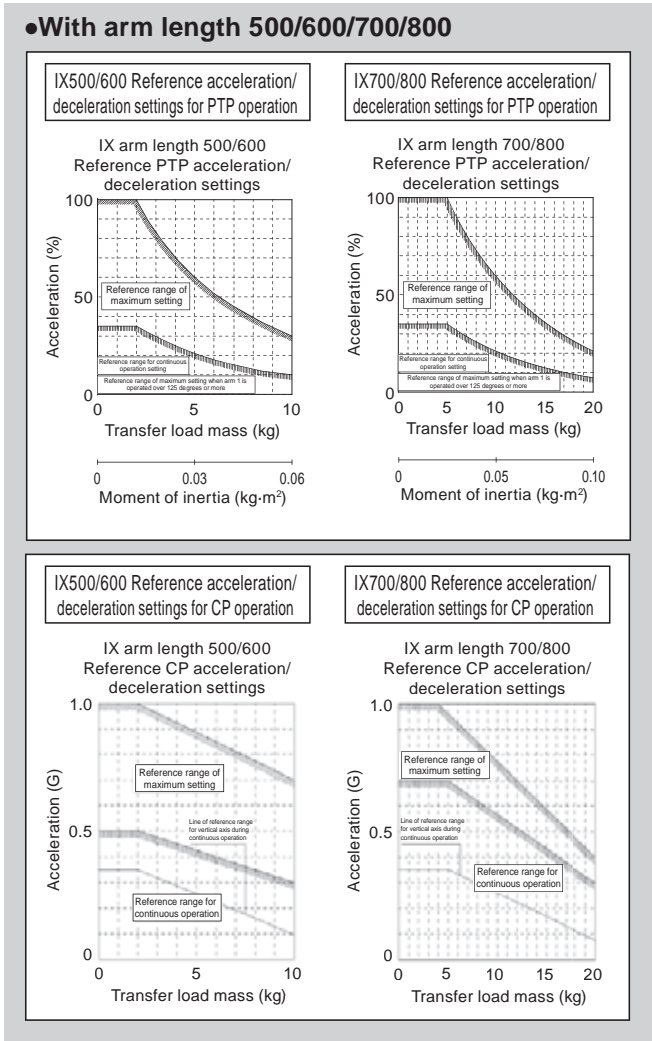 ●With arm length 500/600/700/800
IX500/600 Reference acceleration/
deceleration settings for PTP operation
IX arm length 500/600
Reference PTP acceleration/
deceleration settings
Acceleration (%)
100
50
0
Reference range of
maximum setting
Reference range for continuous
operation setting
Reference range of maximum setting when arm 1 is
operated over 125 degrees or more
0 5 10
Transfer load mass (kg)
0 0.03 0.06
Moment of inertia (kg·m²)
IX700/800 Reference acceleration/
deceleration settings for PTP operation
IX arm length 700/800
Reference PTP acceleration/
deceleration settings
Acceleration (%)
100
50
0
Reference range of
maximum setting
Reference range for continuous
operation setting
Reference range of maximum setting when arm 1 is
operated over 125 degrees or more
0 5 10 15 20
Transfer load mass (kg)
0 0.05 0.10
Moment of inertia (kg·m²)
IX500/600 Reference acceleration/
deceleration settings for CP operation
IX arm length 500/600
Reference CP acceleration/
deceleration settings
Acceleration (G)
1.0
0.5
0
Reference range of
maximum setting
Line of reference range
for vertical axis during
continuous operation
Reference range for
continuous operation
0 5 10
Transfer load mass (kg)
IX700/800 Reference acceleration/
deceleration settings for CP operation
IX arm length 700/800
Reference CP acceleration/
deceleration settings
Acceleration (G)
1.0
0.5
0
Reference range of
maximum setting
Line of reference range
for vertical axis during
continuous operation
Reference range for
continuous operation
0 5 10 15 20
Transfer load mass (kg)